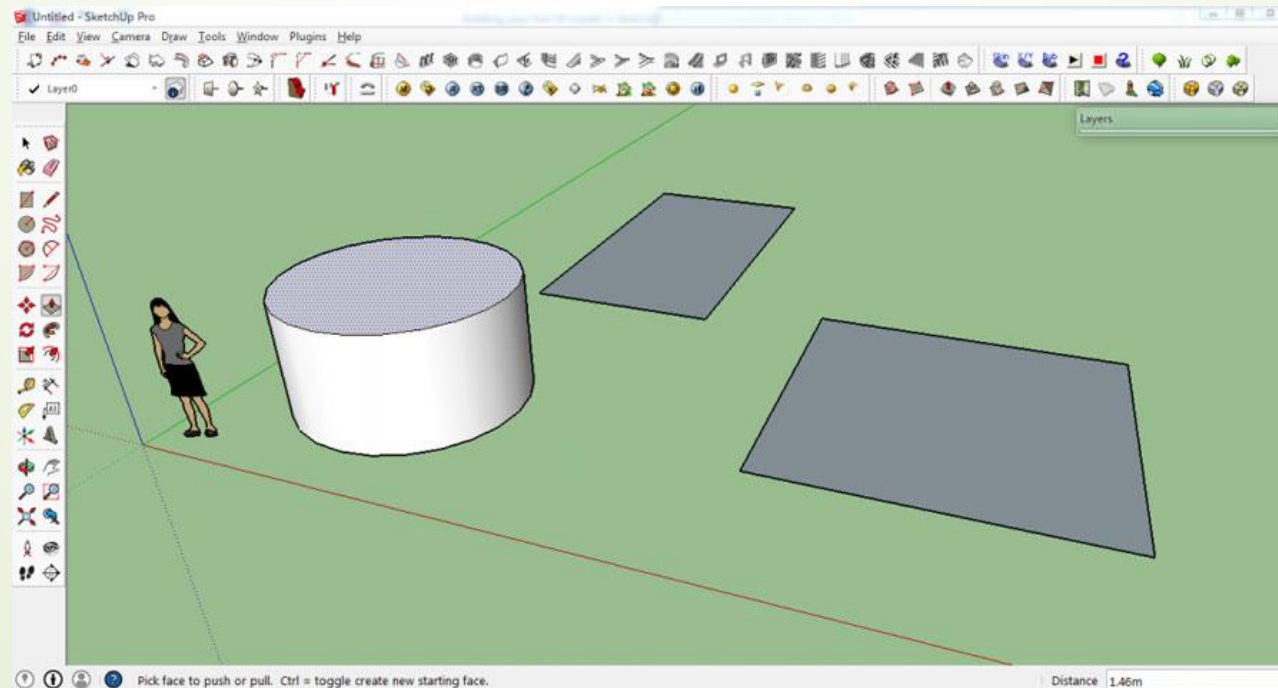 Untitled - SketchUp Pro
File Edit View Camera Draw Tools Window Plugins Help
Layer0
Layers
Pick face to push or pull. Ctrl = toggle create new starting face.
Distance 1.46m